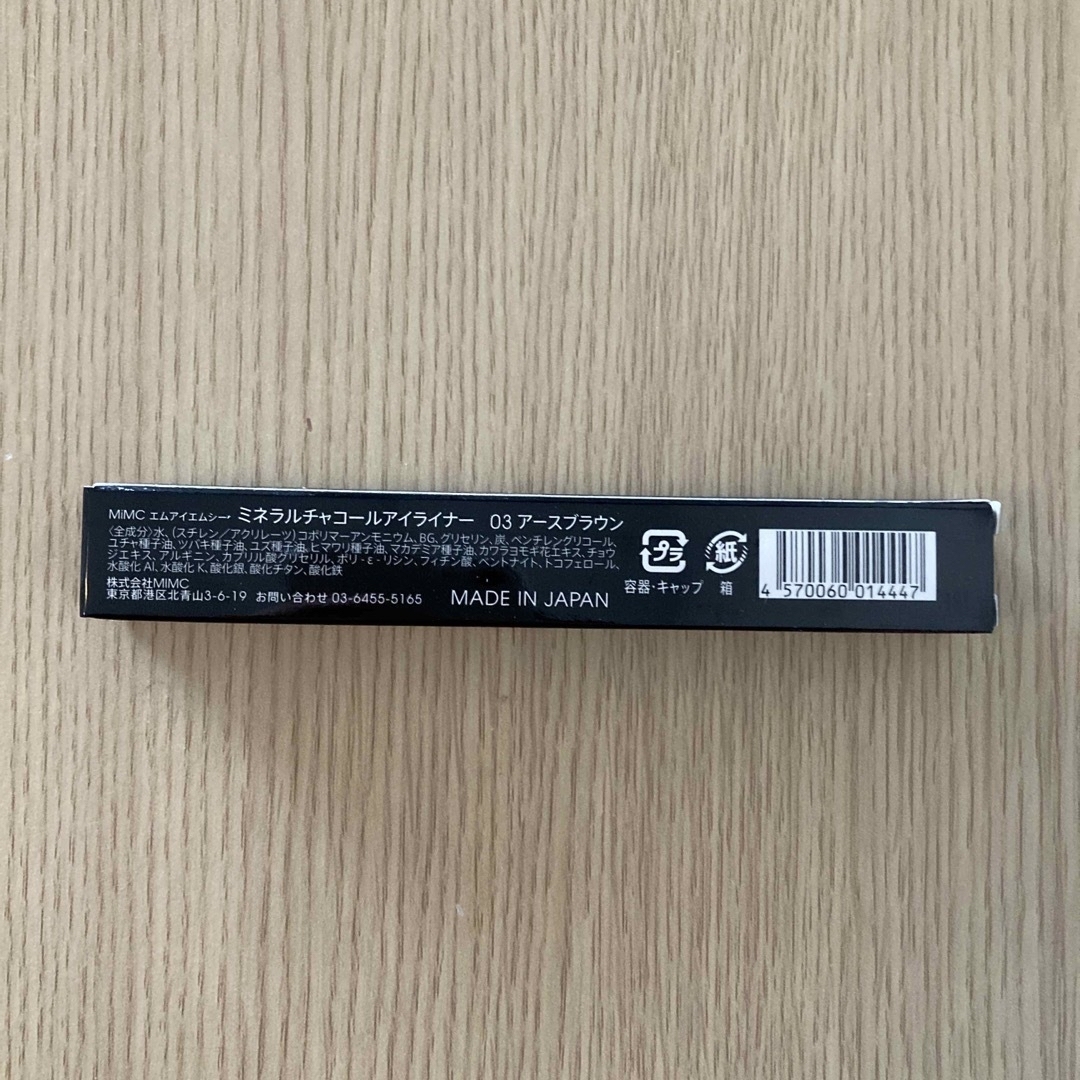 MiMC エムアイエムシー・ミネラルチャコールアイライナー 03 アースブラウン
〈全成分〉水、(スチレン/アクリレーツ)コポリマーアンモニウム、BG、グリセリン、炭、ペンチレングリコール、
ユチャ種子油、ツバキ種子油、ユズ種子油、ヒマワリ種子油、マカデミア種子油、カワラヨモギ花エキス、チョウ
ジエキス、アルギニン、カプリル酸グリセリル、ポリ-ε-リシン、フィチン酸、ベントナイト、トコフェロール、
水酸化 Al、水酸化 K、酸化銀、酸化チタン、酸化鉄
株式会社MIMC
東京都港区北青山3-6-19 お問い合わせ 03-6455-5165 MADE IN JAPAN
プラ
容器・キャップ
紙
箱
4 570060 014447